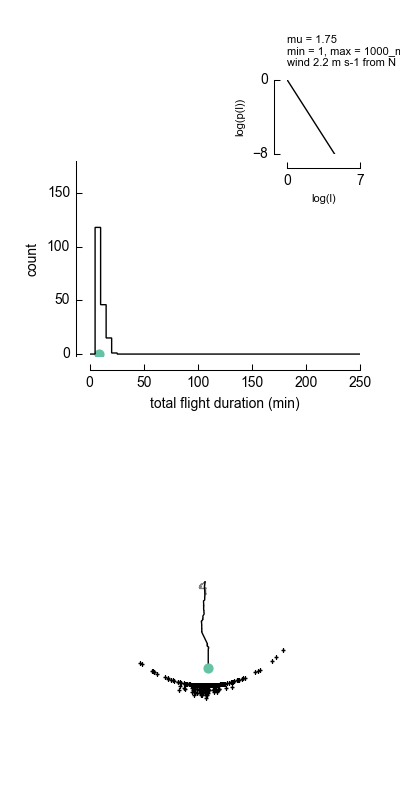 mu = 1.75
min = 1, max = 1000_m
wind 2.2 m s-1 from N
0
log(p(l))
−8
0 7
log(l)
150
100
count
50
0
0 50 100 150 200 250
total flight duration (min)